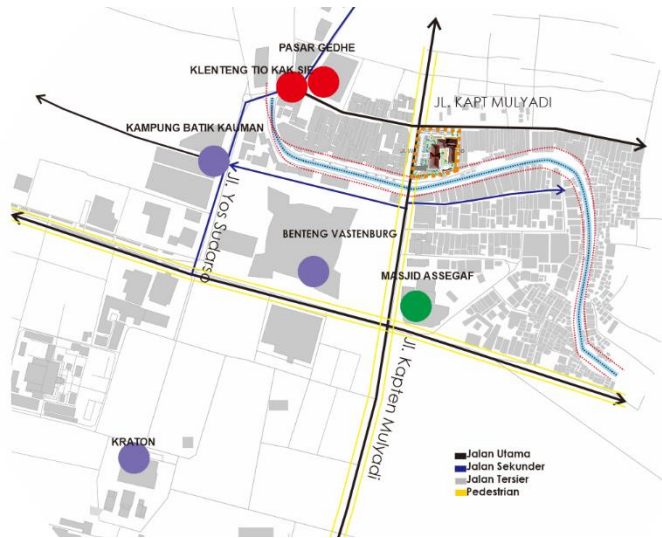 PASAR GEDHE
KLENTENG TIO KAK SIE
JL. KAPT MULYADI
KAMPUNG BATIK KAUMAN
Jl. Yos Sudarso
BENTENG VASTENBURG
MASJID ASSEGAF
Jl. Kapten Mulyadi
KRATON
Jalan Utama
Jalan Sekunder
Jalan Tersier
Pedestrian